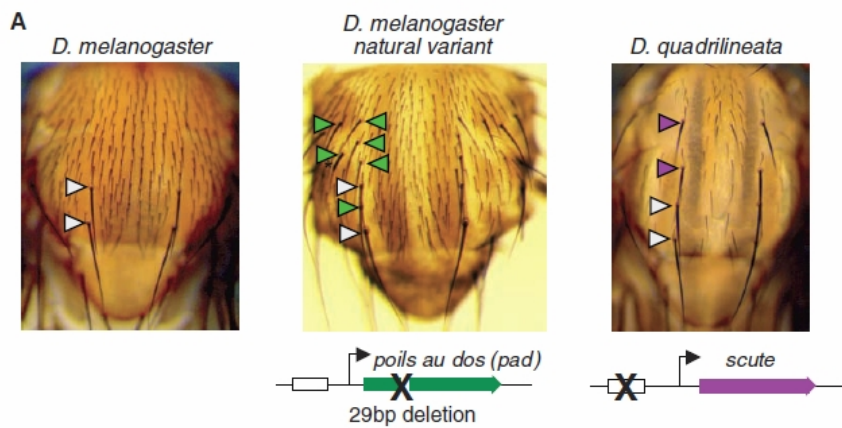 A
D. melanogaster
D. melanogaster
natural variant
D. quadrilineata
poils au dos (pad)
29bp deletion
scute